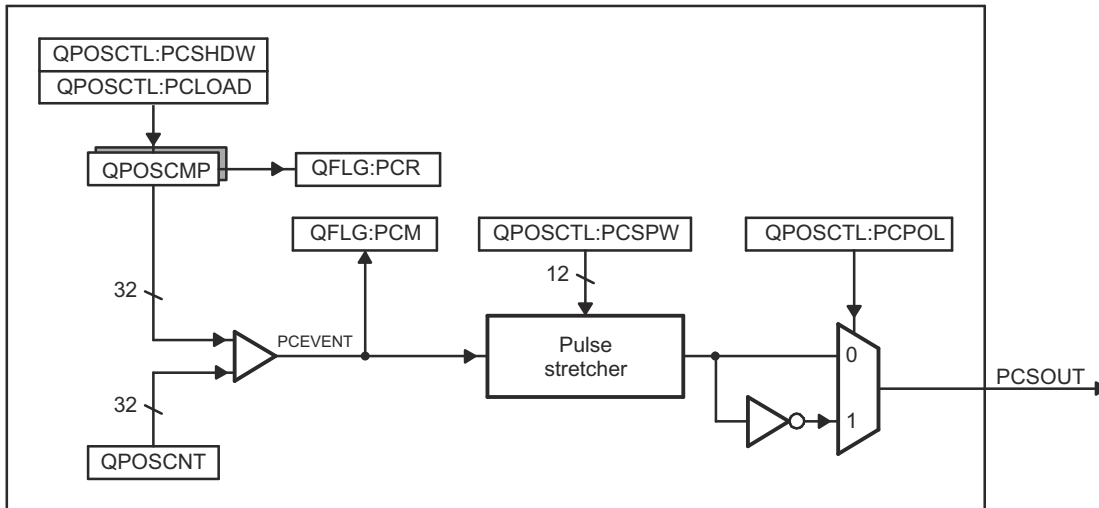 QPOSCTL:PCSHDW
QPOSCTL:PCLOAD
QPOSCMP
QFLG:PCR
QFLG:PCM
QPOSCTL:PCSPW
QPOSCTL:PCPOL
12
32
PCEVENT
Pulse
stretcher
0
PCSOUT
32
1
QPOSCNT